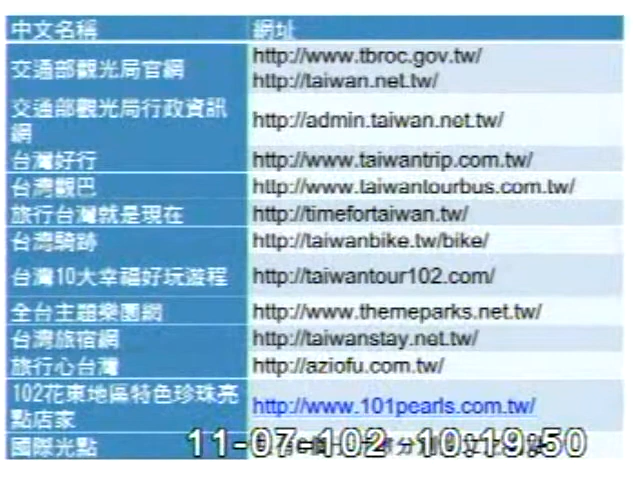 中文名稱 網址
交通部觀光局官網 http://www.tbroc.gov.tw/
http://taiwan.net.tw/
交通部觀光局行政資訊
網 http://admin.taiwan.net.tw/
台灣好行 http://www.taiwantrip.com.tw/
台灣觀巴 http://www.taiwantourbus.com.tw/
旅行台灣就是現在 http://timefortaiwan.tw/
台灣騎跡 http://taiwanbike.tw/bike/
台灣10大幸福好玩遊程 http://taiwantour102.com/
全台主題樂園網 http://www.themeparks.net.tw/
台灣旅宿網 http://taiwanstay.net.tw/
旅行心台灣 http://aziofu.com.tw/
102花東地區特色珍珠亮
點店家 http://www.101pearls.com.tw/
國際光點
11-07-102 10:19:50